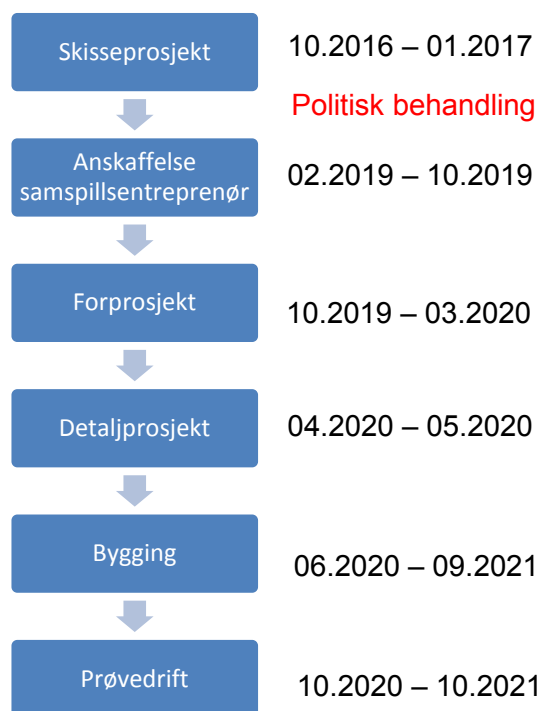 Skisseprosjekt
10.2016 – 01.2017
Politisk behandling
Anskaffelse
samspillsentreprenør
02.2019 – 10.2019
Forprosjekt
10.2019 – 03.2020
Detaljprosjekt
04.2020 – 05.2020
Bygging
06.2020 – 09.2021
Prøvedrift
10.2020 – 10.2021